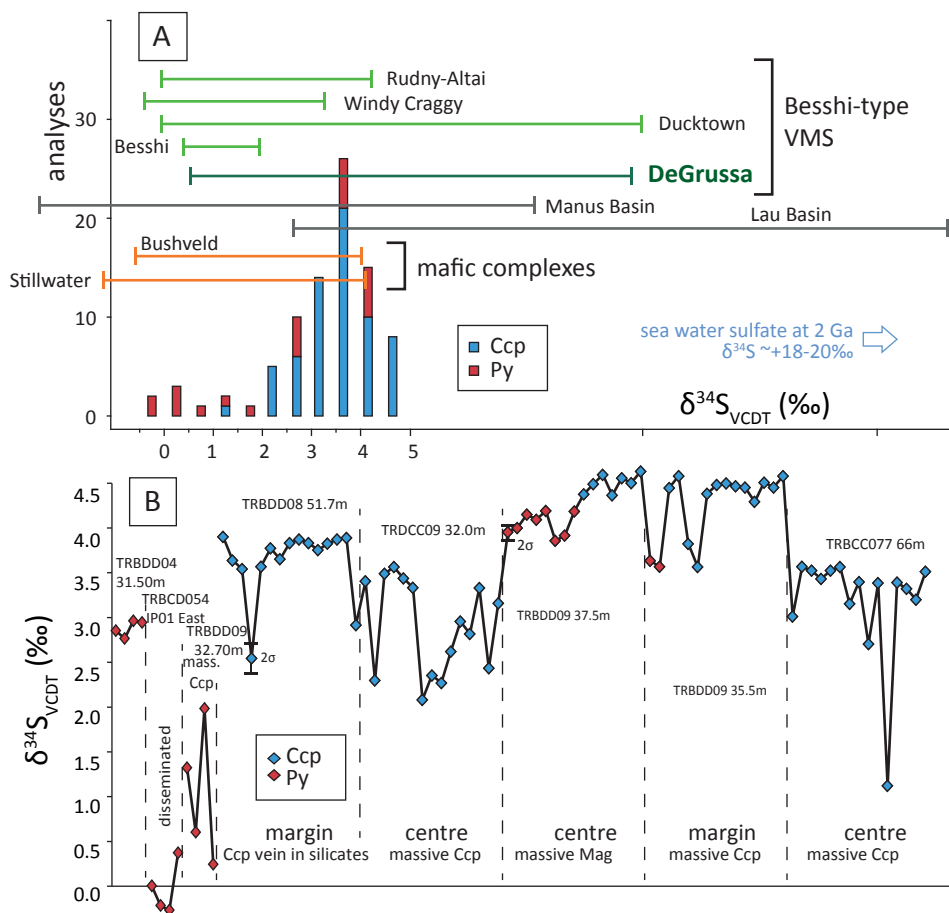 A
analyses
30
20
10
0
Rudny-Altai
Windy Craggy
Ducktown
Besshi
DeGrussa
Besshi-type
VMS
Manus Basin
Lau Basin
Bushveld
Stillwater
mafic complexes
Ccp
Py
sea water sulfate at 2 Ga
δ³⁴S ~+18-20‰
δ³⁴S_VCDT (‰)
0 1 2 3 4 5
B
δ³⁴S_VCDT (‰)
4.5
4.0
3.5
3.0
2.5
2.0
1.5
1.0
0.5
0.0
TRBDD04
31.50m
TRBCD054
JP01 East
TRBDD09
32.70m
mass.
Ccp
disseminated
TRBDD08 51.7m
2σ
TRDCC09 32.0m
2σ
TRBDD09 37.5m
TRBDD09 35.5m
TRBCC077 66m
Ccp
Py
margin
Ccp vein in silicates
centre
massive Ccp
centre
massive Mag
margin
massive Ccp
centre
massive Ccp